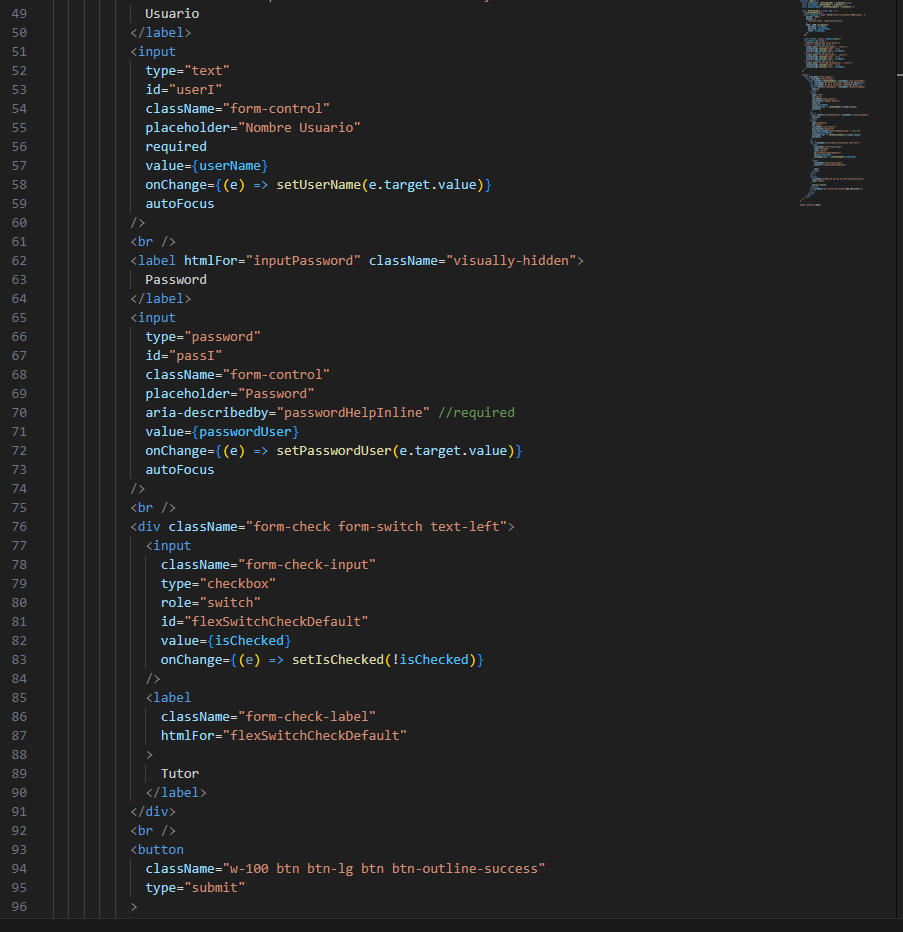 49 Usuario
50 </label>
51 <input
52 type="text"
53 id="userI"
54 className="form-control"
55 placeholder="Nombre Usuario"
56 required
57 value={userName}
58 onChange={(e) => setUserName(e.target.value)}
59 autoFocus
60 />
61 <br />
62 <label htmlFor="inputPassword" className="visually-hidden">
63 Password
64 </label>
65 <input
66 type="password"
67 id="passI"
68 className="form-control"
69 placeholder="Password"
70 aria-describedby="passwordHelpInline" //required
71 value={passwordUser}
72 onChange={(e) => setPasswordUser(e.target.value)}
73 autoFocus
74 />
75 <br />
76 <div className="form-check form-switch text-left">
77 <input
78 className="form-check-input"
79 type="checkbox"
80 role="switch"
81 id="flexSwitchCheckDefault"
82 value={isChecked}
83 onChange={(e) => setIsChecked(!isChecked)}
84 />
85 <label
86 className="form-check-label"
87 htmlFor="flexSwitchCheckDefault"
88 >
89 Tutor
90 </label>
91 </div>
92 <br />
93 <button
94 className="w-100 btn btn-lg btn btn-outline-success"
95 type="submit"
96 >